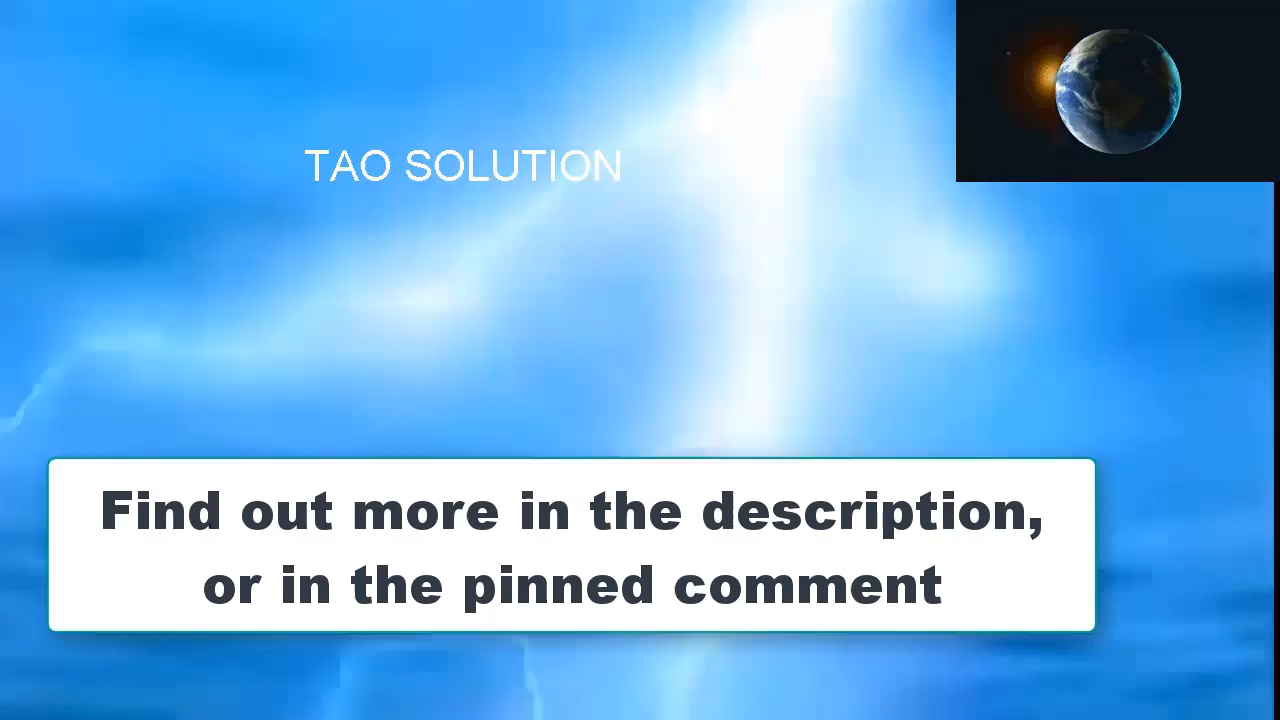 TAO SOLUTION
Find out more in the description,
or in the pinned comment